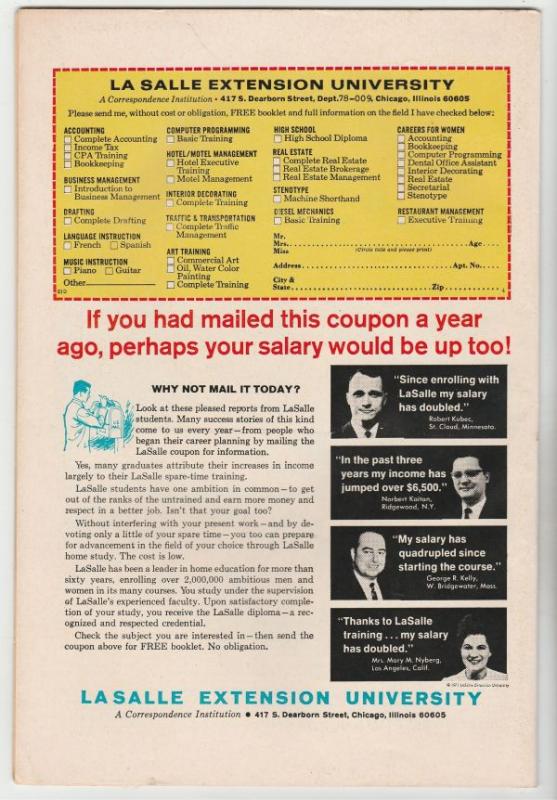 LA SALLE EXTENSION UNIVERSITY
A Correspondence Institution • 417 S. Dearborn Street, Dept. 78-009, Chicago, Illinois 60605
Please send me, without cost or obligation, FREE booklet and full information on the field I have checked below:
ACCOUNTING
Complete Accounting
Income Tax
CPA Training
Bookkeeping
BUSINESS MANAGEMENT
Introduction to
Business Management
DRAFTING
Complete Drafting
LANGUAGE INSTRUCTION
French Spanish
MUSIC INSTRUCTION
Piano Guitar
Other
COMPUTER PROGRAMMING
Basic Training
HOTEL/MOTEL MANAGEMENT
Hotel Executive
Training
Motel Management
INTERIOR DECORATING
Complete Training
TRAFFIC & TRANSPORTATION
Complete Traffic
Management
ART TRAINING
Commercial Art
Oil, Water Color
Painting
Complete Training
HIGH SCHOOL
High School Diploma
REAL ESTATE
Complete Real Estate
Real Estate Brokerage
Real Estate Management
STENOTYPE
Machine Shorthand
DIESEL MECHANICS
Basic Training
CAREERS FOR WOMEN
Accounting
Bookkeeping
Computer Programming
Dental Office Assistant
Interior Decorating
Real Estate
Secretarial
Stenotype
RESTAURANT MANAGEMENT
Executive Training
Mr.
Mrs. Age
Miss (Circle title and please print)
Address Apt. No.
City &
State Zip
If you had mailed this coupon a year
ago, perhaps your salary would be up too!
WHY NOT MAIL IT TODAY?
Look at these pleased reports from LaSalle
students. Many success stories of this kind
come to us every year—from people who
began their career planning by mailing the
LaSalle coupon for information.
Yes, many graduates attribute their increases in income
largely to their LaSalle spare-time training.
LaSalle students have one ambition in common—to get
out of the ranks of the untrained and earn more money and
respect in a better job. Isn't that your goal too?
Without interfering with your present work—and by de-
voting only a little of your spare time—you too can prepare
for advancement in the field of your choice through LaSalle
home study. The cost is low.
LaSalle has been a leader in home education for more than
sixty years, enrolling over 2,000,000 ambitious men and
women in its many courses. You study under the supervision
of LaSalle's experienced faculty. Upon satisfactory comple-
tion of your study, you receive the LaSalle diploma—a rec-
ognized and respected credential.
Check the subject you are interested in—then send the
coupon above for FREE booklet. No obligation.
"Since enrolling with
LaSalle my salary
has doubled."
Robert Kubec,
St. Cloud, Minnesota.
"In the past three
years my income has
jumped over $6,500."
Norbert Kaitan,
Ridgewood, N.Y.
"My salary has
quadrupled since
starting the course."
George R. Kelly,
W. Bridgewater, Mass.
"Thanks to LaSalle
training . . . my salary
has doubled."
Mrs. Mary M. Nyberg,
Los Angeles, Calif.
© 1971 LaSalle Extension University
LASALLE EXTENSION UNIVERSITY
A Correspondence Institution • 417 S. Dearborn Street, Chicago, Illinois 60605